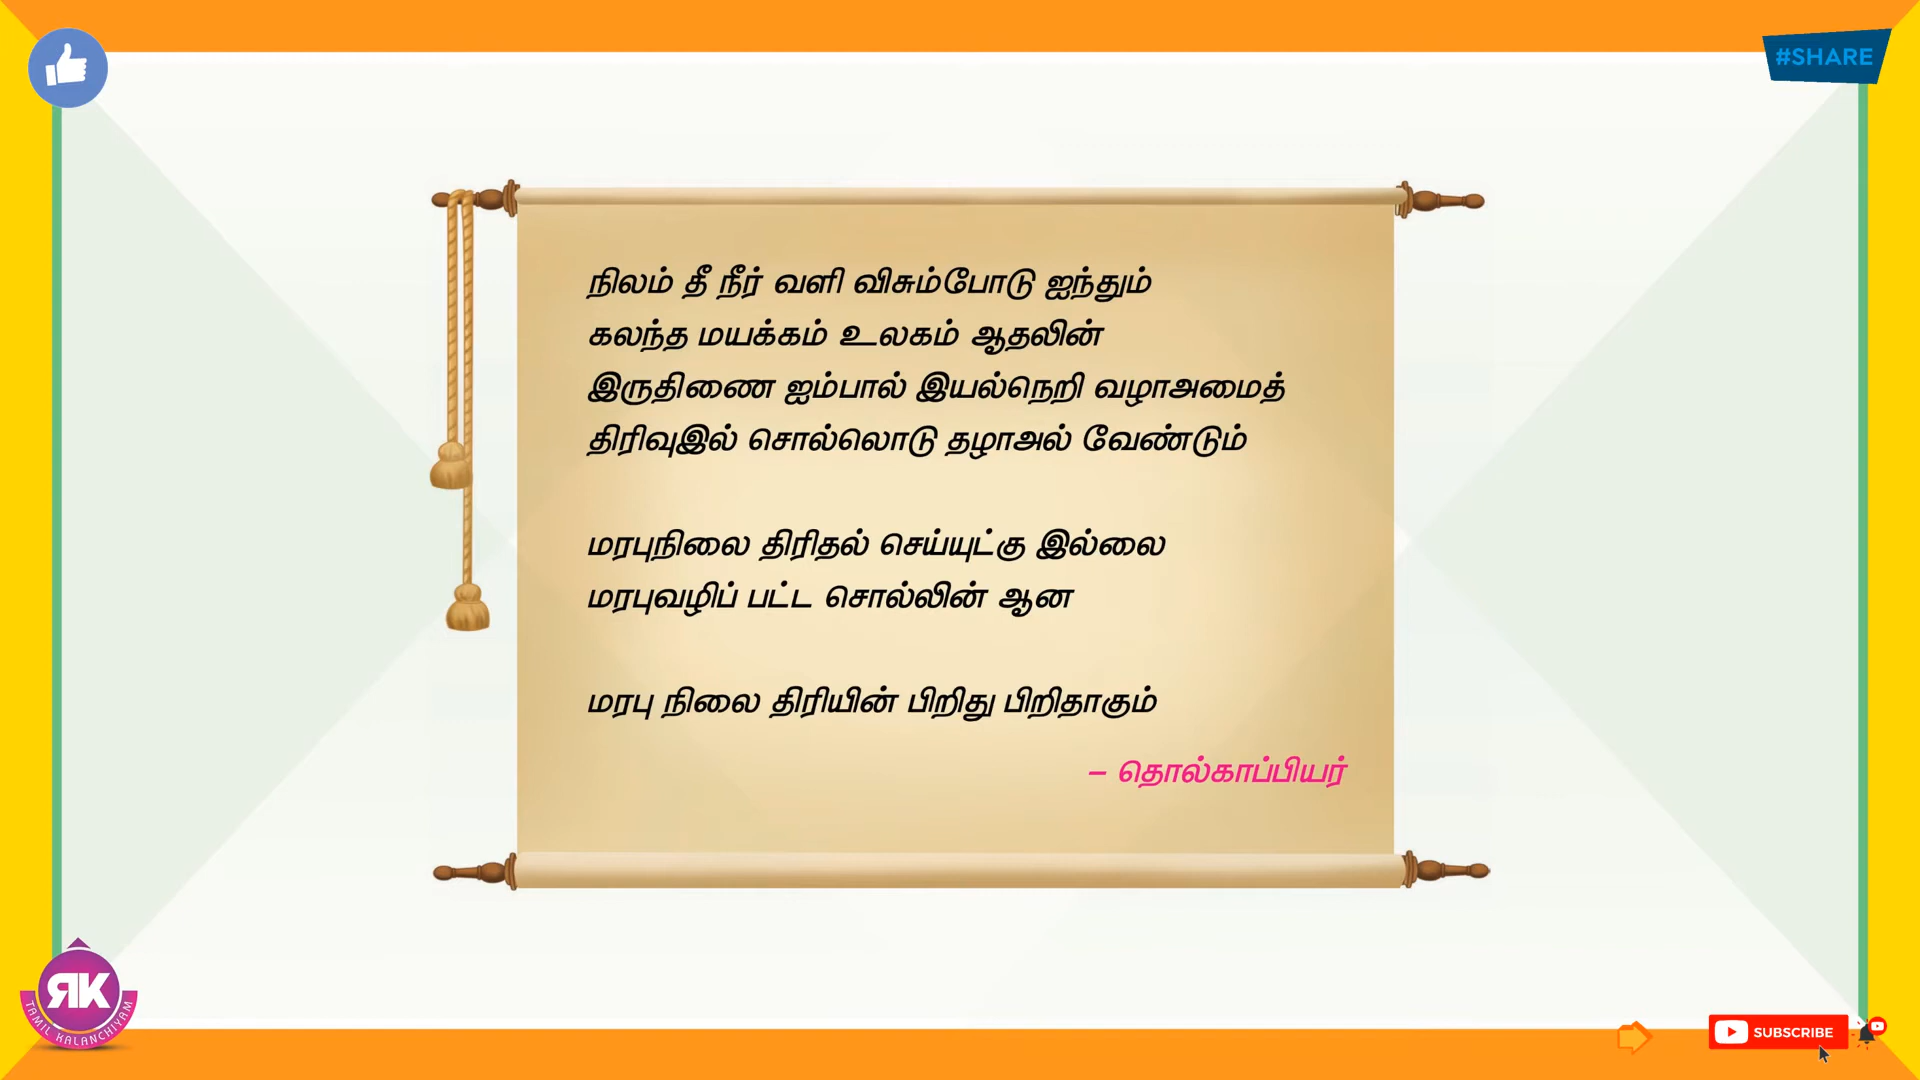 #SHARE
நிலம் தீ நீர் வளி விசும்போடு ஐந்தும்
கலந்த மயக்கம் உலகம் ஆதலின்
இருதிணை ஐம்பால் இயல்நெறி வழாஅமைத்
திரிவுஇல் சொல்லொடு தழாஅல் வேண்டும்
மரபுநிலை திரிதல் செய்யுட்கு இல்லை
மரபுவழிப் பட்ட சொல்லின் ஆன
மரபு நிலை திரியின் பிறிது பிறிதாகும்
– தொல்காப்பியர்
RK
TAMIL KALANCHIYAM
SUBSCRIBE